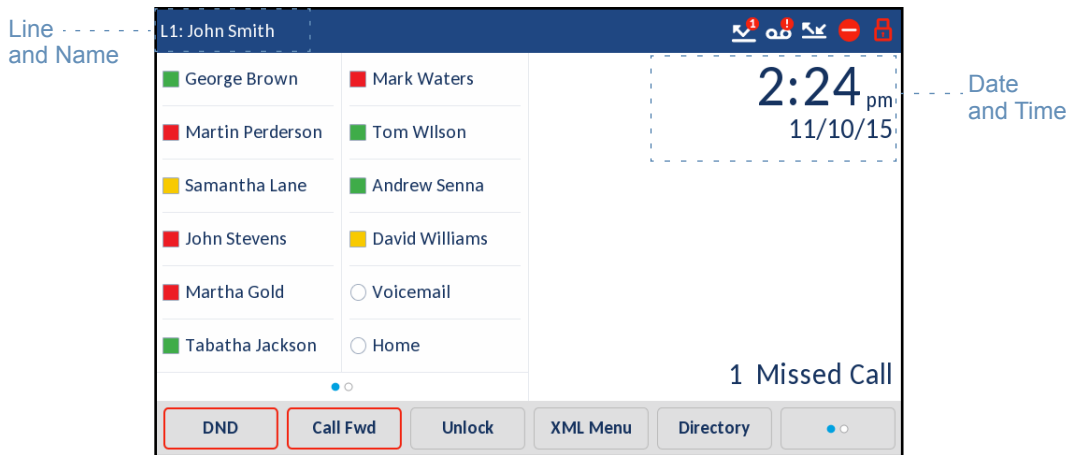 Line
and Name
L1: John Smith
1 !
George Brown
Mark Waters
Martin Perderson
Tom WIlson
Samantha Lane
Andrew Senna
John Stevens
David Williams
Martha Gold
Voicemail
Tabatha Jackson
Home
2:24 pm
11/10/15
Date
and Time
1 Missed Call
DND Call Fwd Unlock XML Menu Directory